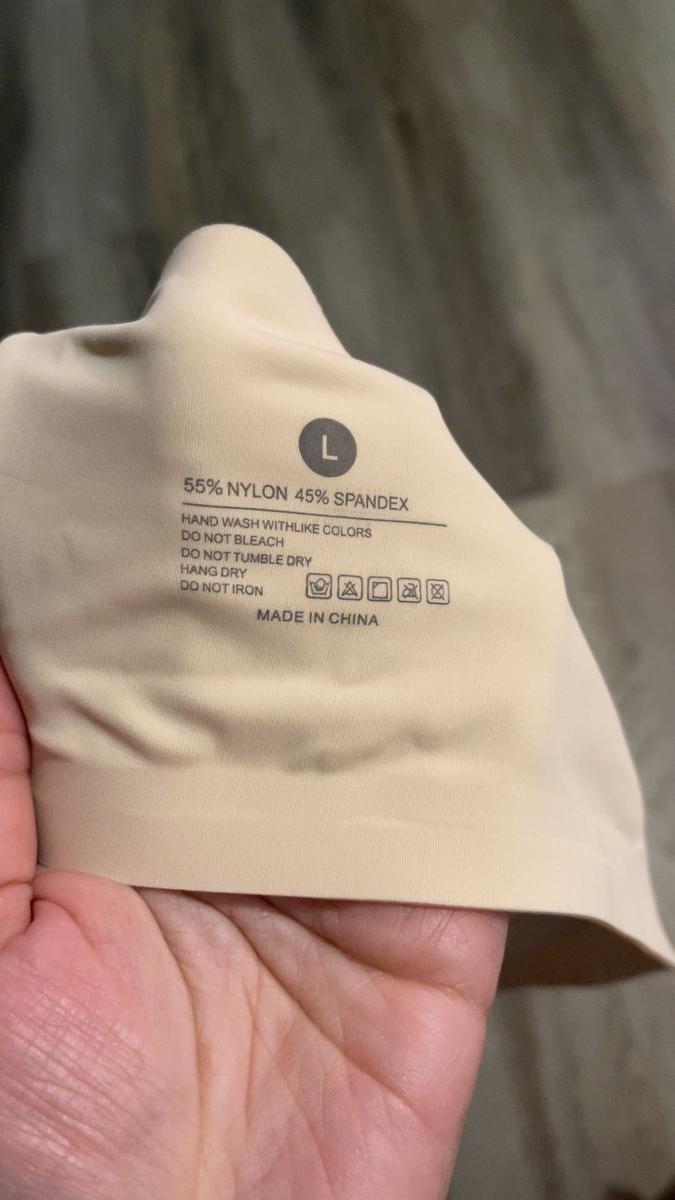 L
55% NYLON 45% SPANDEX
HAND WASH WITHLIKE COLORS
DO NOT BLEACH
DO NOT TUMBLE DRY
HANG DRY
DO NOT IRON
MADE IN CHINA